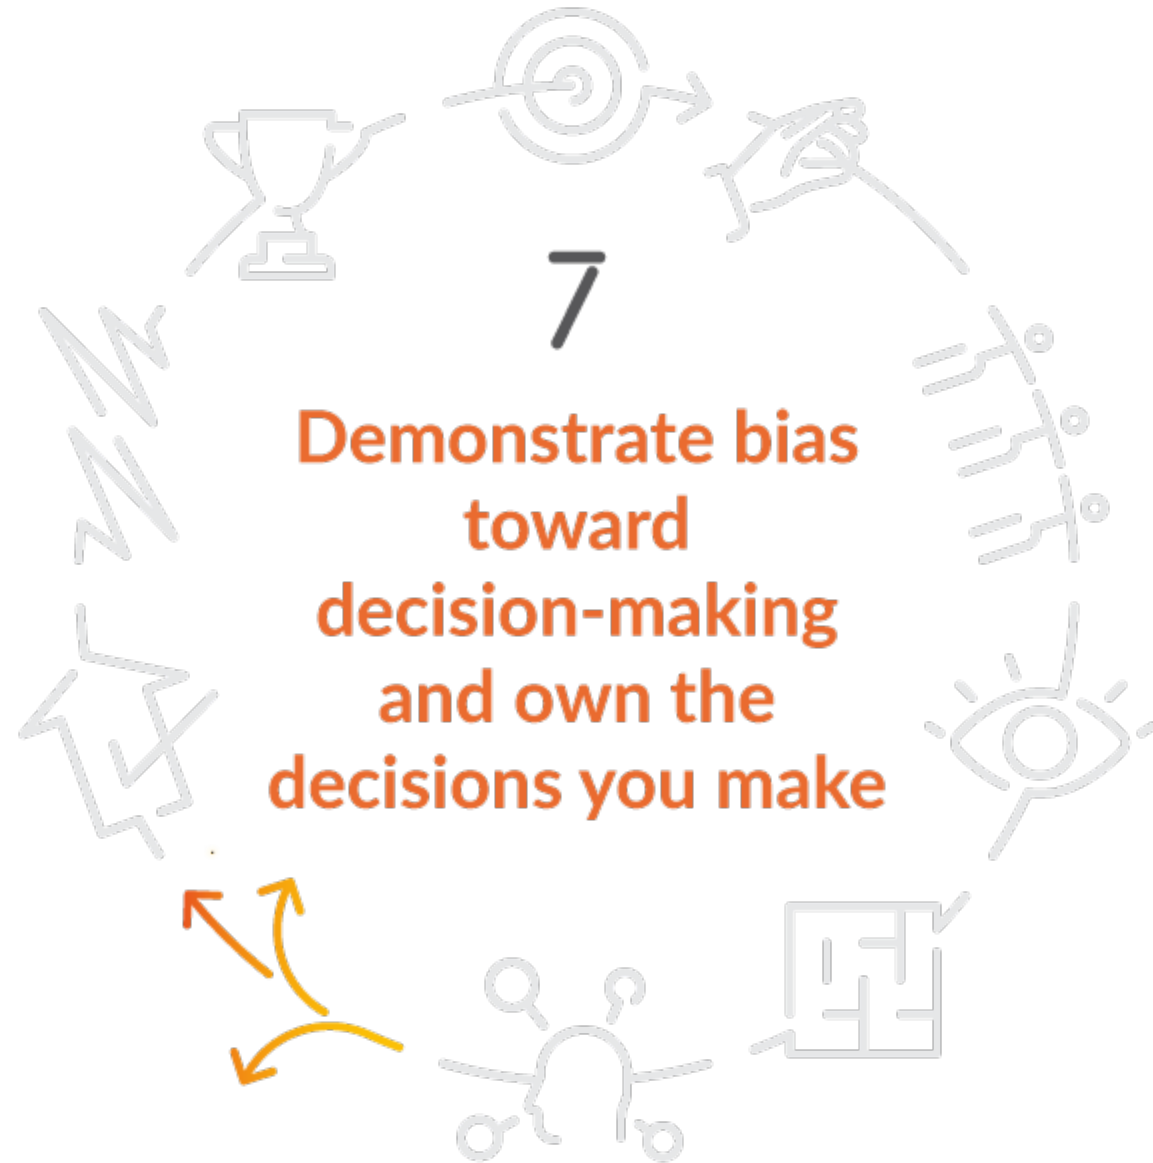 7
Demonstrate bias
toward
decision-making
and own the
decisions you make